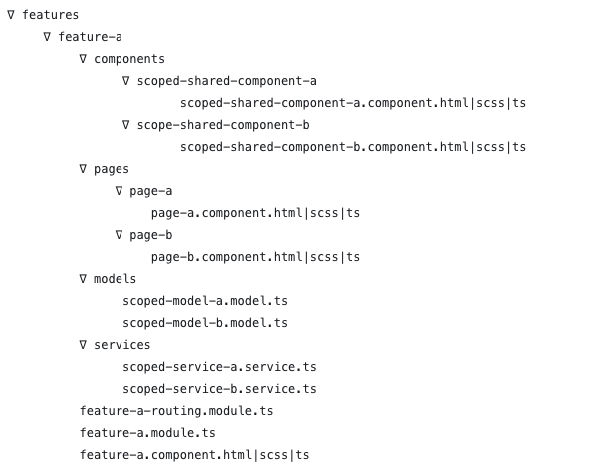 ∇ features
∇ feature-a
∇ components
∇ scoped-shared-component-a
scoped-shared-component-a.component.html|scss|ts
∇ scope-shared-component-b
scoped-shared-component-b.component.html|scss|ts
∇ pages
∇ page-a
page-a.component.html|scss|ts
∇ page-b
page-b.component.html|scss|ts
∇ models
scoped-model-a.model.ts
scoped-model-b.model.ts
∇ services
scoped-service-a.service.ts
scoped-service-b.service.ts
feature-a-routing.module.ts
feature-a.module.ts
feature-a.component.html|scss|ts